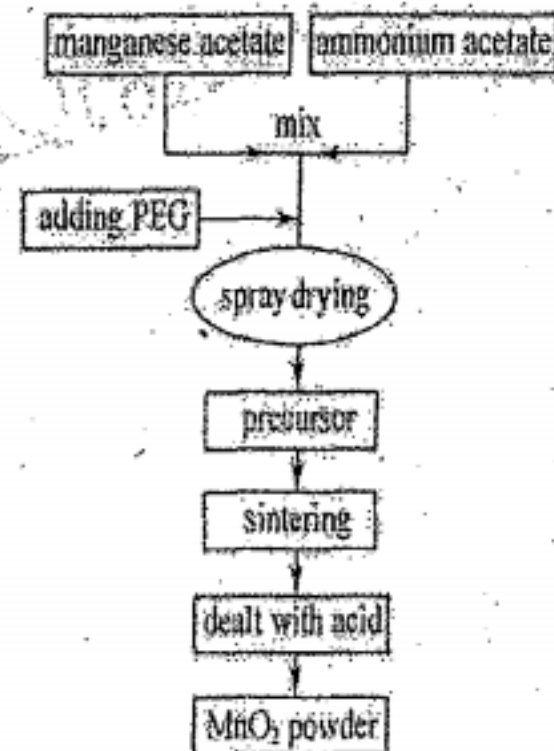 manganese acetate
ammonium acetate
mix
adding PEG
spray drying
precursor
sintering
dealt with acid
MnO₂ powder